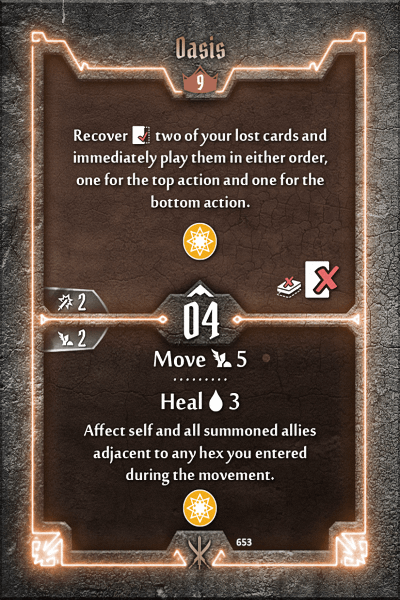 Oasis
9
Recover two of your lost cards and
immediately play them in either order,
one for the top action and one for the
bottom action.
2
04
2
Move 5
Heal 3
Affect self and all summoned allies
adjacent to any hex you entered
during the movement.
653